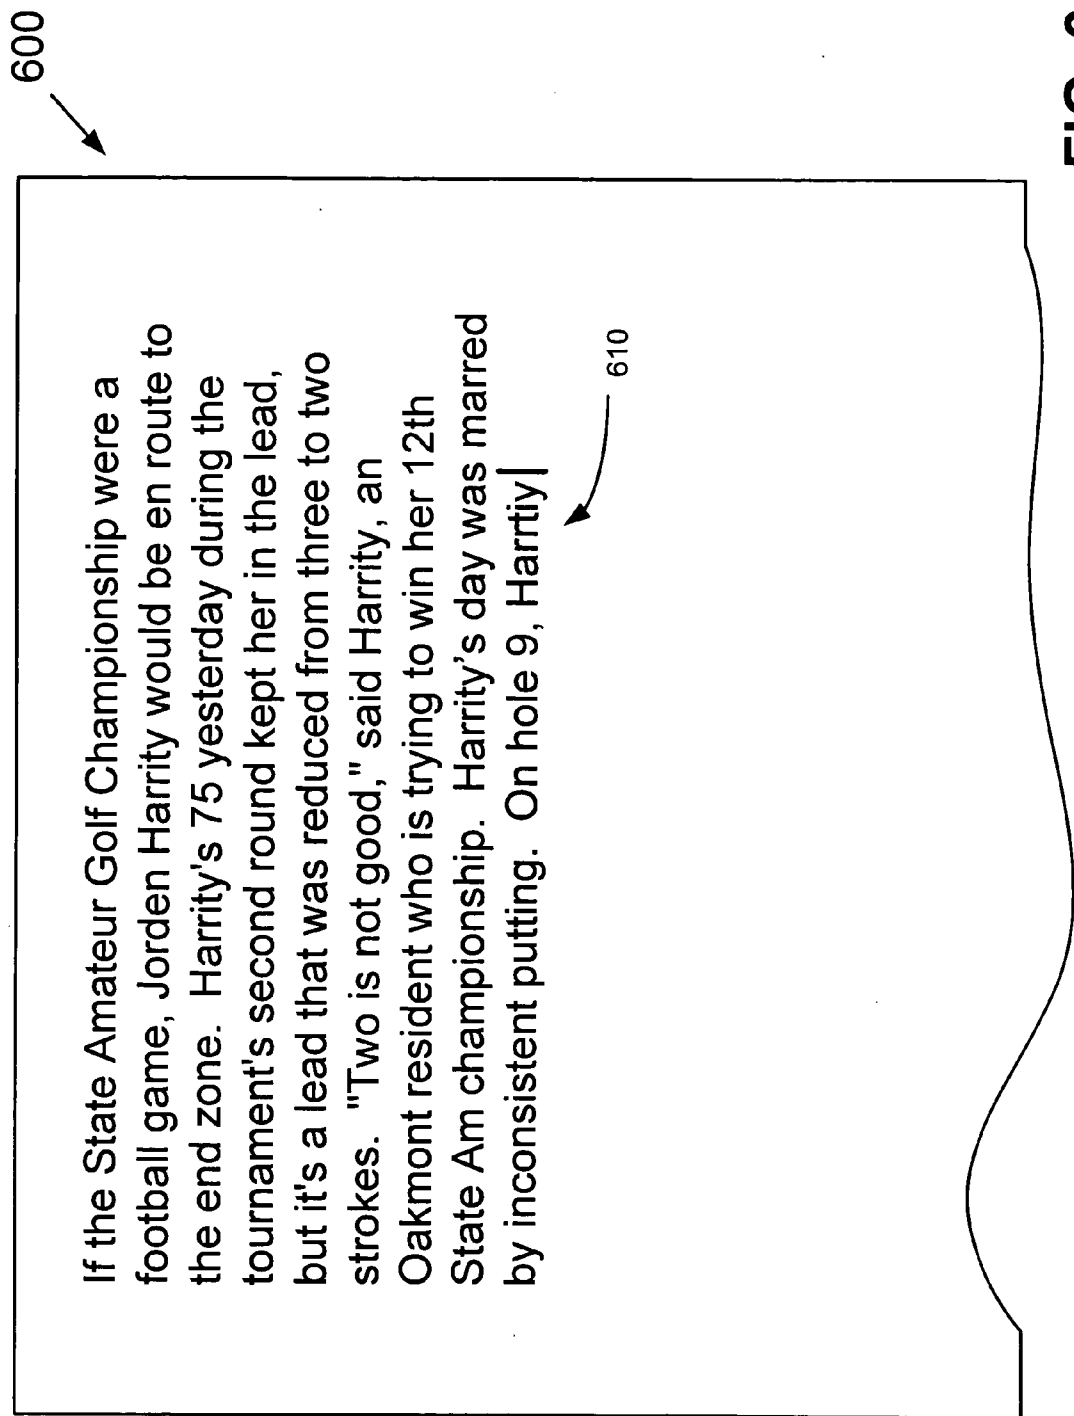 600
If the State Amateur Golf Championship were a
football game, Jorden Harrity would be en route to
the end zone.  Harrity's 75 yesterday during the
tournament's second round kept her in the lead,
but it's a lead that was reduced from three to two
strokes.  "Two is not good," said Harrity, an
Oakmont resident who is trying to win her 12th
State Am championship.  Harrity's day was marred
by inconsistent putting.  On hole 9, Harrtiy
610
FIG.